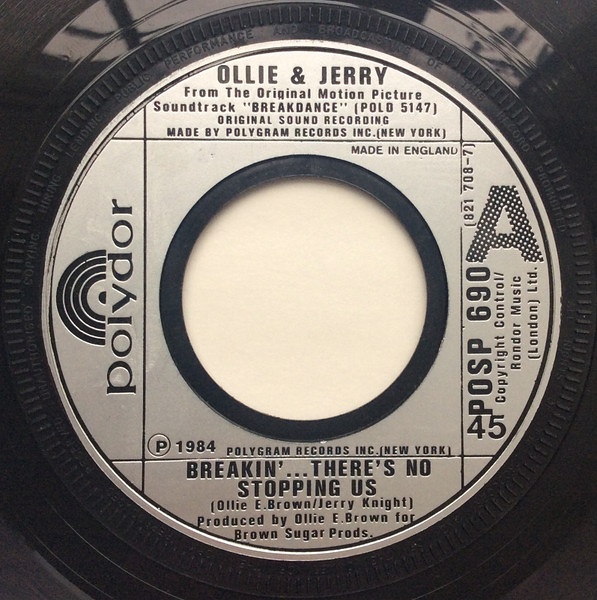 OLLIE & JERRY
From The Original Motion Picture
Soundtrack "BREAKDANCE" (POLD 5147)
ORIGINAL SOUND RECORDING
MADE BY POLYGRAM RECORDS INC.(NEW YORK)
MADE IN ENGLAND
polydor
(821 708-7)
A
POSP 690
Copyright Control/
Rondor Music
(London) Ltd.
45
Ⓟ 1984 POLYGRAM RECORDS INC.(NEW YORK)
BREAKIN'...THERE'S NO
STOPPING US
(Ollie E.Brown/Jerry Knight)
Produced by Ollie E.Brown for
Brown Sugar Prods.